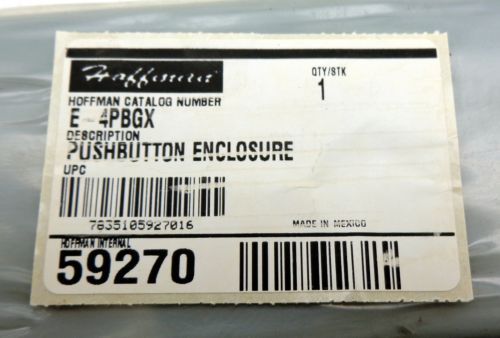 Hoffman
QTY/STK
1
HOFFMAN CATALOG NUMBER
E-4PBGX
DESCRIPTION
PUSHBUTTON ENCLOSURE
UPC
7835105927016
MADE IN MEXICO
HOFFMAN INTERNAL
59270